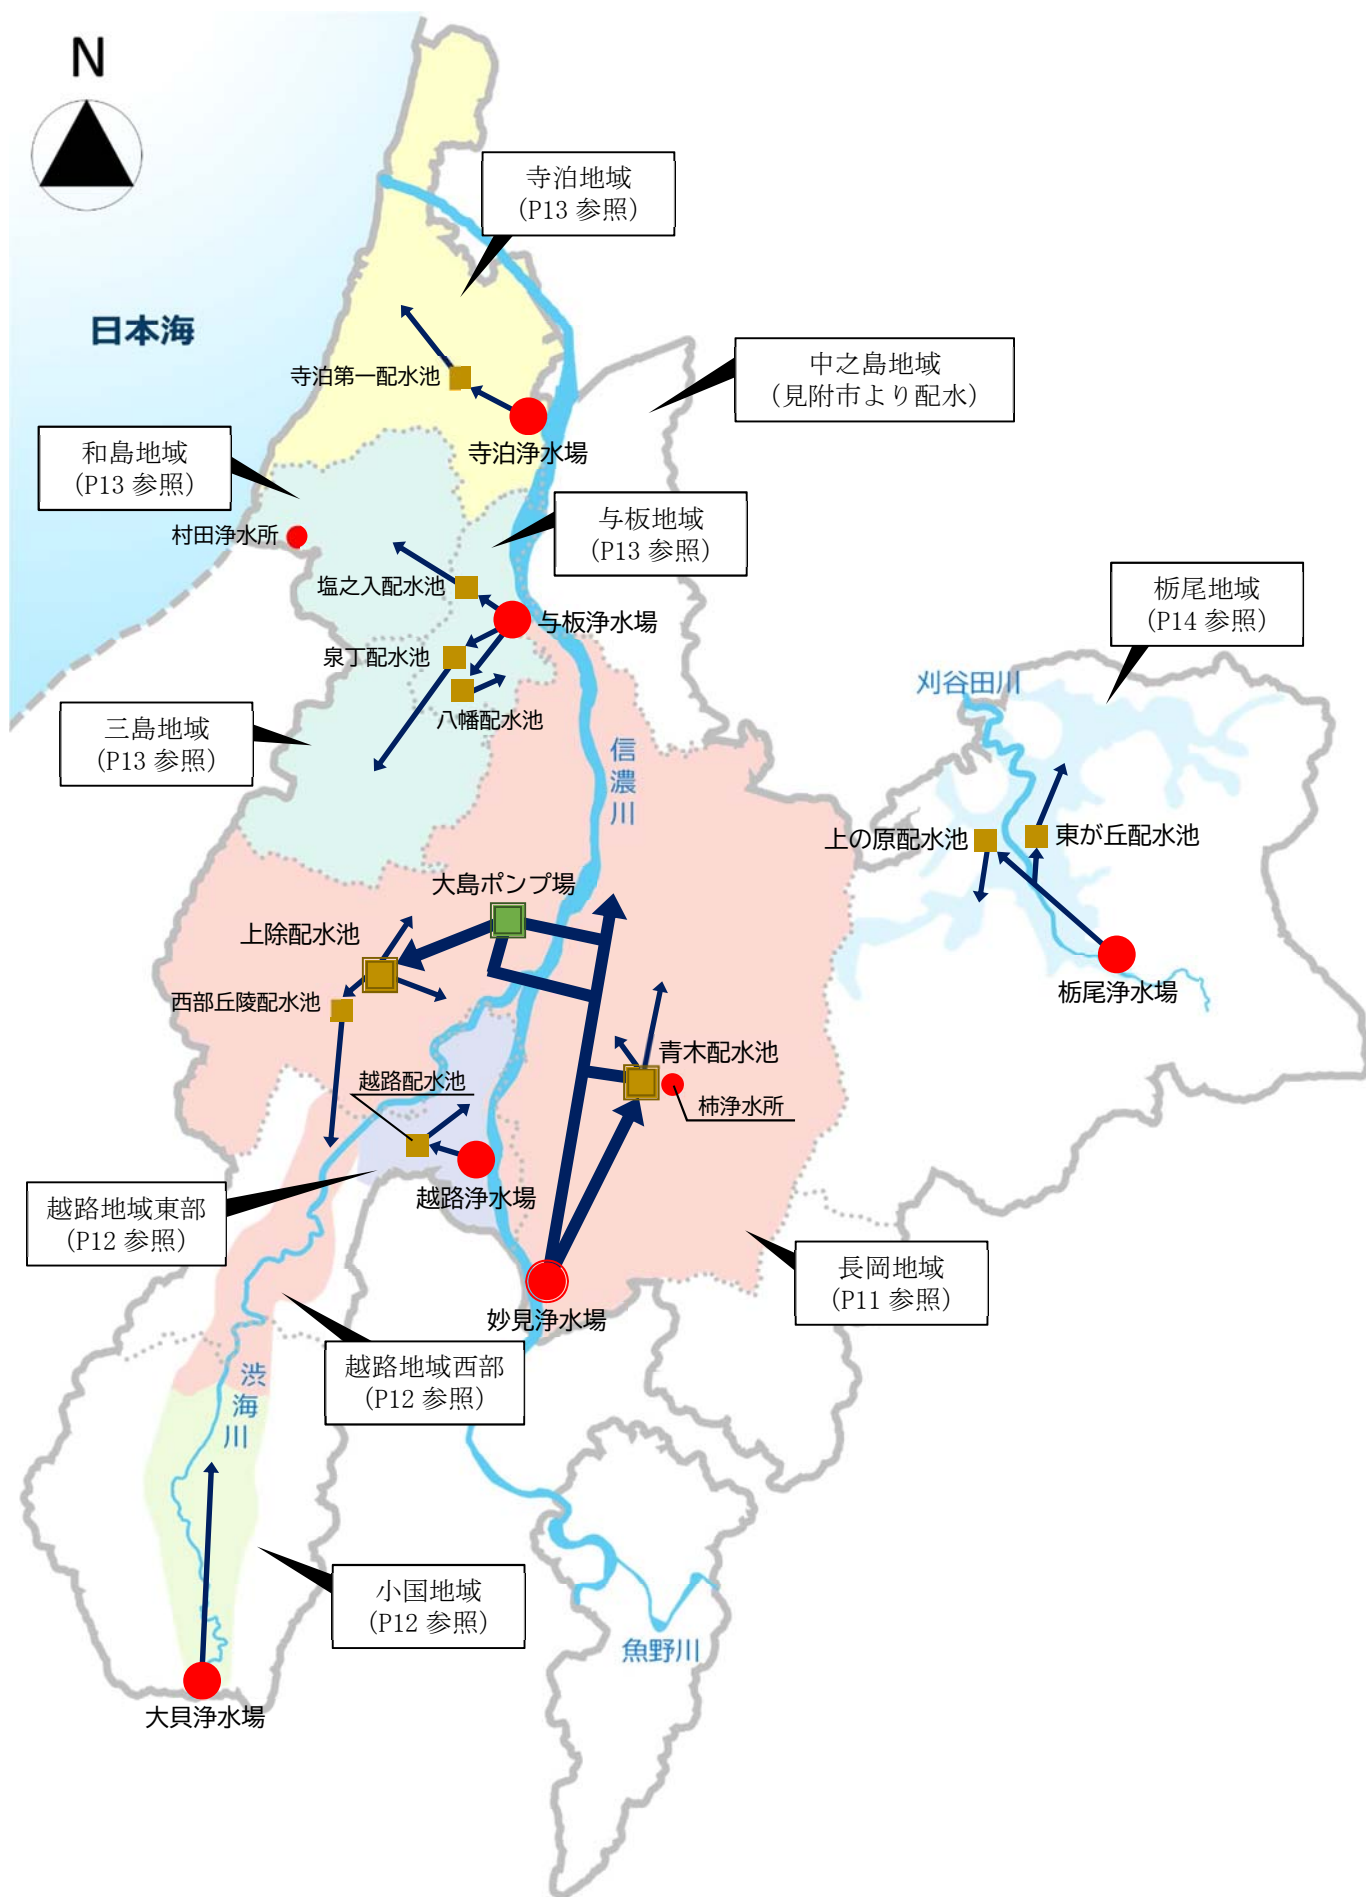 N
寺泊地域
(P13 参照)
日本海
中之島地域
(見附市より配水)
寺泊第一配水池
寺泊浄水場
和島地域
(P13 参照)
与板地域
(P13 参照)
村田浄水所
塩之入配水池
与板浄水場
栃尾地域
(P14 参照)
泉丁配水池
刈谷田川
八幡配水池
三島地域
(P13 参照)
信濃川
上の原配水池
東が丘配水池
大島ポンプ場
上除配水池
栃尾浄水場
西部丘陵配水池
青木配水池
越路配水池
柿浄水所
越路浄水場
越路地域東部
(P12 参照)
長岡地域
(P11 参照)
妙見浄水場
越路地域西部
(P12 参照)
渋海川
小国地域
(P12 参照)
魚野川
大貝浄水場